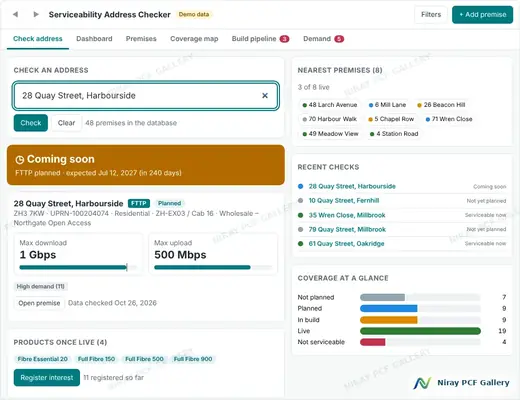 Serviceability Address Checker
Demo data
Filters
+ Add premise
Check address
Dashboard
Premises
Coverage map
Build pipeline 3
Demand 5
CHECK AN ADDRESS
28 Quay Street, Harbourside
Check
Clear
48 premises in the database
Coming soon
FTTP planned · expected Jul 12, 2027 (in 240 days)
28 Quay Street, Harbourside
FTTP
Planned
ZH3 7KW · UPRN-100204074 · Residential · ZH-EX03 / Cab 16 · Wholesale –
Northgate Open Access
Max download
1 Gbps
Max upload
500 Mbps
High demand (11)
Open premise
Data checked Oct 26, 2026
PRODUCTS ONCE LIVE (4)
Fibre Essential 20
Full Fibre 150
Full Fibre 500
Full Fibre 900
Register interest
11 registered so far
NEAREST PREMISES (8)
3 of 8 live
48 Larch Avenue
6 Mill Lane
26 Beacon Hill
70 Harbour Walk
5 Chapel Row
71 Wren Close
49 Meadow View
4 Station Road
RECENT CHECKS
28 Quay Street, Harbourside
Coming soon
10 Quay Street, Fernhill
Not yet planned
35 Wren Close, Millbrook
Serviceable now
79 Quay Street, Millbrook
Not yet planned
61 Quay Street, Oakridge
Serviceable now
COVERAGE AT A GLANCE
Not planned 7
Planned 9
In build 9
Live 19
Not serviceable 4
Niray PCF Gallery
NIRAY PCF GALLERY